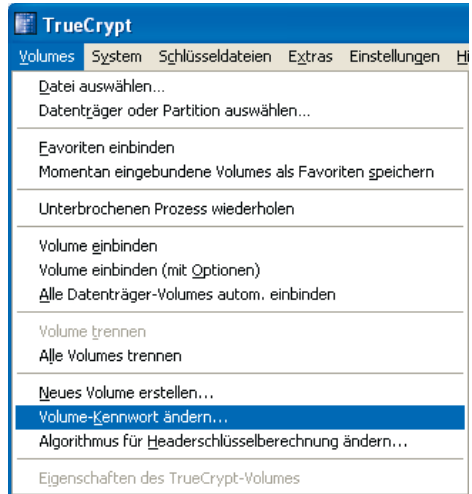 TrueCrypt
Volumes System Schlüsseldateien Extras Einstellungen
Datei auswählen...
Datenträger oder Partition auswählen...
Favoriten einbinden
Momentan eingebundene Volumes als Favoriten speichern
Unterbrochenen Prozess wiederholen
Volume einbinden
Volume einbinden (mit Optionen)
Alle Datenträger-Volumes autom. einbinden
Volume trennen
Alle Volumes trennen
Neues Volume erstellen...
Volume-Kennwort ändern...
Algorithmus für Headerschlüsselberechnung ändern...
Eigenschaften des TrueCrypt-Volumes